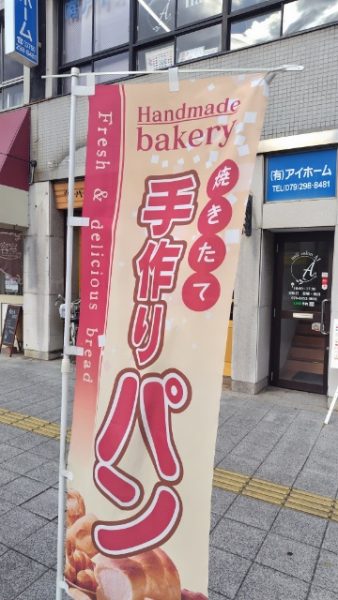 Handmade
bakery
焼きたて
手作り
パン
Fresh & delicious bread
(有)アイホーム
TEL/079-298-8481
A